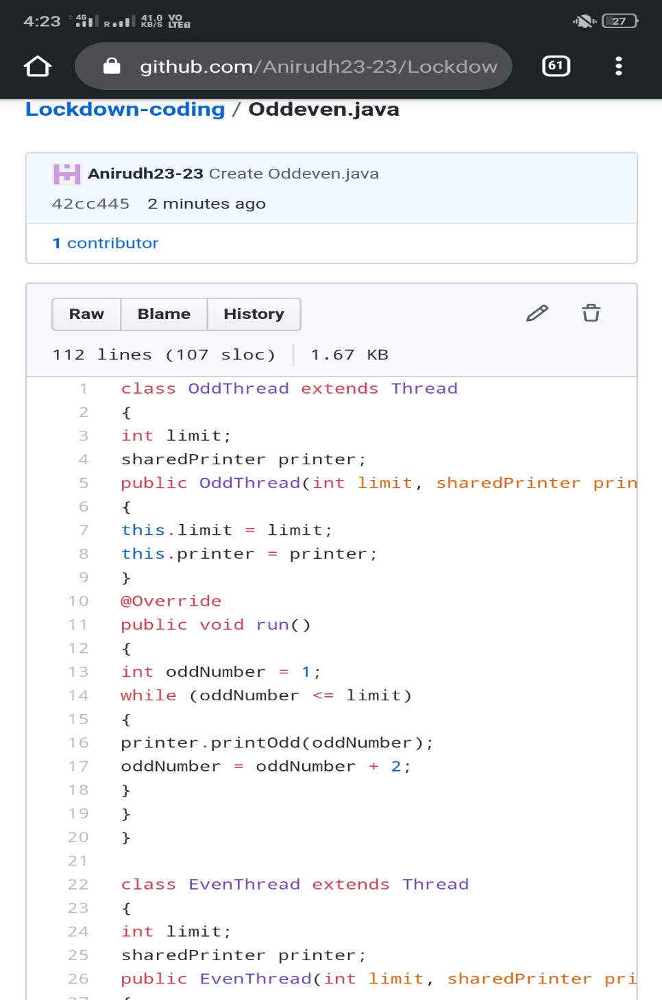 4:23 4G R 41.0 KB/S VO LTE 27
github.com/Anirudh23-23/Lockdow 61
Lockdown-coding / Oddeven.java
Anirudh23-23 Create Oddeven.java
42cc445 2 minutes ago
1 contributor
Raw Blame History
112 lines (107 sloc) 1.67 KB
1 class OddThread extends Thread
2 {
3 int limit;
4 sharedPrinter printer;
5 public OddThread(int limit, sharedPrinter prin
6 {
7 this.limit = limit;
8 this.printer = printer;
9 }
10 @Override
11 public void run()
12 {
13 int oddNumber = 1;
14 while (oddNumber <= limit)
15 {
16 printer.printOdd(oddNumber);
17 oddNumber = oddNumber + 2;
18 }
19 }
20 }
21
22 class EvenThread extends Thread
23 {
24 int limit;
25 sharedPrinter printer;
26 public EvenThread(int limit, sharedPrinter pri